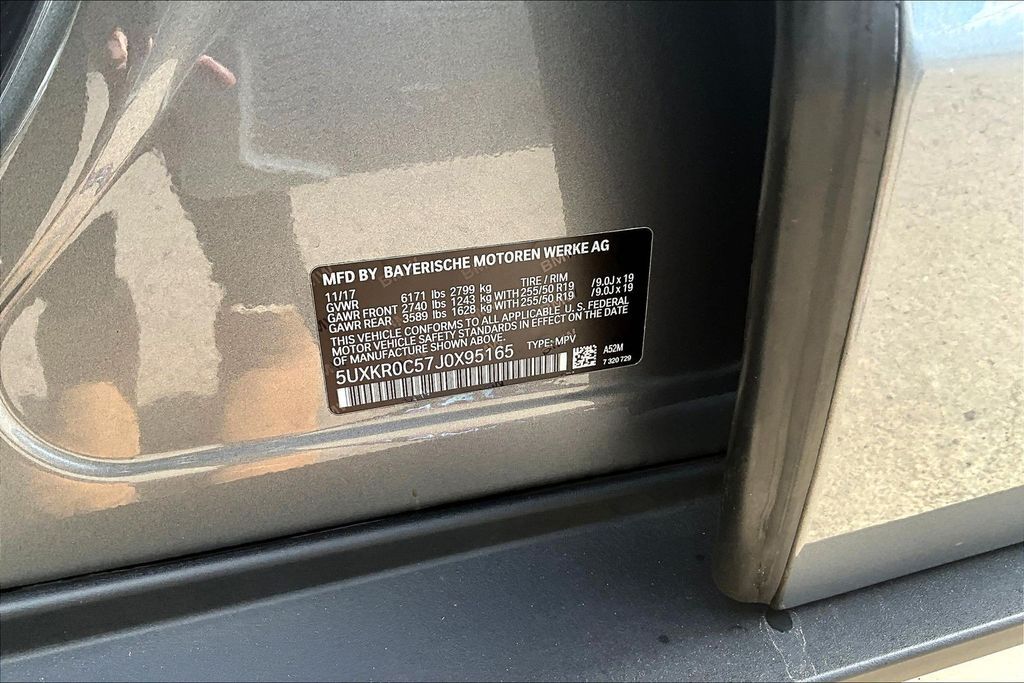 MFD BY BAYERISCHE MOTOREN WERKE AG
11/17
GVWR 6171 lbs 2799 kg TIRE / RIM
GAWR FRONT 2740 lbs 1243 kg WITH 255/50 R19 /9.0J x 19
GAWR REAR 3589 lbs 1628 kg WITH 255/50 R19 /9.0J x 19
THIS VEHICLE CONFORMS TO ALL APPLICABLE U.S. FEDERAL
MOTOR VEHICLE SAFETY STANDARDS IN EFFECT ON THE DATE
OF MANUFACTURE SHOWN ABOVE.
5UXKR0C57J0X95165 TYPE: MPV
A52M
7 320 729